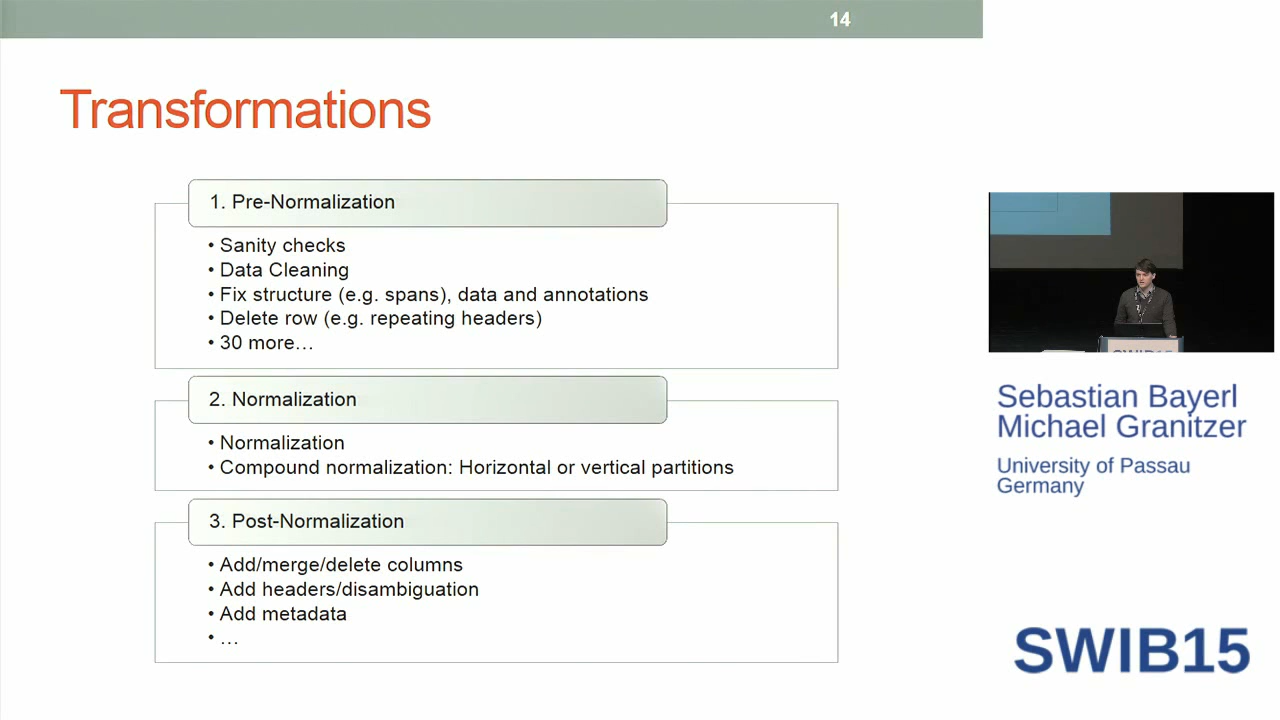 14
Transformations
1. Pre-Normalization
• Sanity checks
• Data Cleaning
• Fix structure (e.g. spans), data and annotations
• Delete row (e.g. repeating headers)
• 30 more…
2. Normalization
• Normalization
• Compound normalization: Horizontal or vertical partitions
3. Post-Normalization
• Add/merge/delete columns
• Add headers/disambiguation
• Add metadata
• …
SWIB15
Sebastian Bayerl
Michael Granitzer
University of Passau
Germany
SWIB15